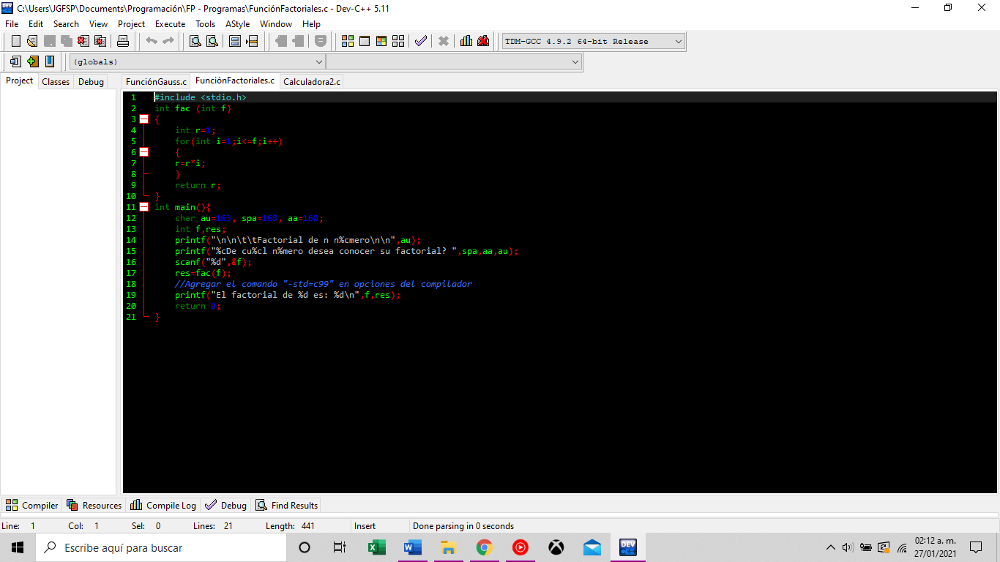 C:\Users\JGFSP\Documents\Programación\FP - Programas\FunciónFactoriales.c - Dev-C++ 5.11
File Edit Search View Project Execute Tools AStyle Window Help
TDM-GCC 4.9.2 64-bit Release
(globals)
Project Classes Debug
FunciónGauss.c FunciónFactoriales.c Calculadora2.c
1 #include <stdio.h>
2 int fac (int f)
3 {
4 int r=1;
5 for(int i=1;i<=f;i++)
6 {
7 r=r*i;
8 }
9 return r;
10 }
11 int main(){
12 char au=163, spa=168, aa=160;
13 int f,res;
14 printf("\n\n\t\tFactorial de n n%cmero\n\n",au);
15 printf("%cDe cu%cl n%mero desea conocer su factorial? ",spa,aa,au);
16 scanf("%d",&f);
17 res=fac(f);
18 //Agregar el comando "-std=c99" en opciones del compilador
19 printf("El factorial de %d es: %d\n",f,res);
20 return 0;
21 }
Compiler Resources Compile Log Debug Find Results
Line: 1 Col: 1 Sel: 0 Lines: 21 Length: 441 Insert Done parsing in 0 seconds
Escribe aquí para buscar
02:12 a. m.
27/01/2021